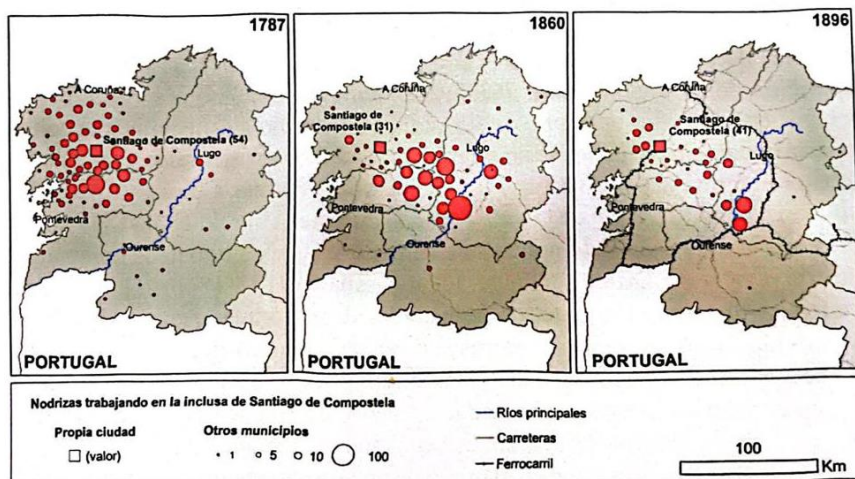 1787
A Coruña
Santiago de Compostela (54)
Lugo
Pontevedra
Ourense
PORTUGAL
1860
A Coruña
Santiago de
Compostela (31)
Lugo
Pontevedra
Ourense
PORTUGAL
1896
A Coruña
Santiago de
Compostela (41)
Lugo
Pontevedra
Ourense
PORTUGAL
Nodrizas trabajando en la inclusa de Santiago de Compostela
Propia ciudad
(valor)
Otros municipios
1 5 10 100
Ríos principales
Carreteras
Ferrocarril
100
Km